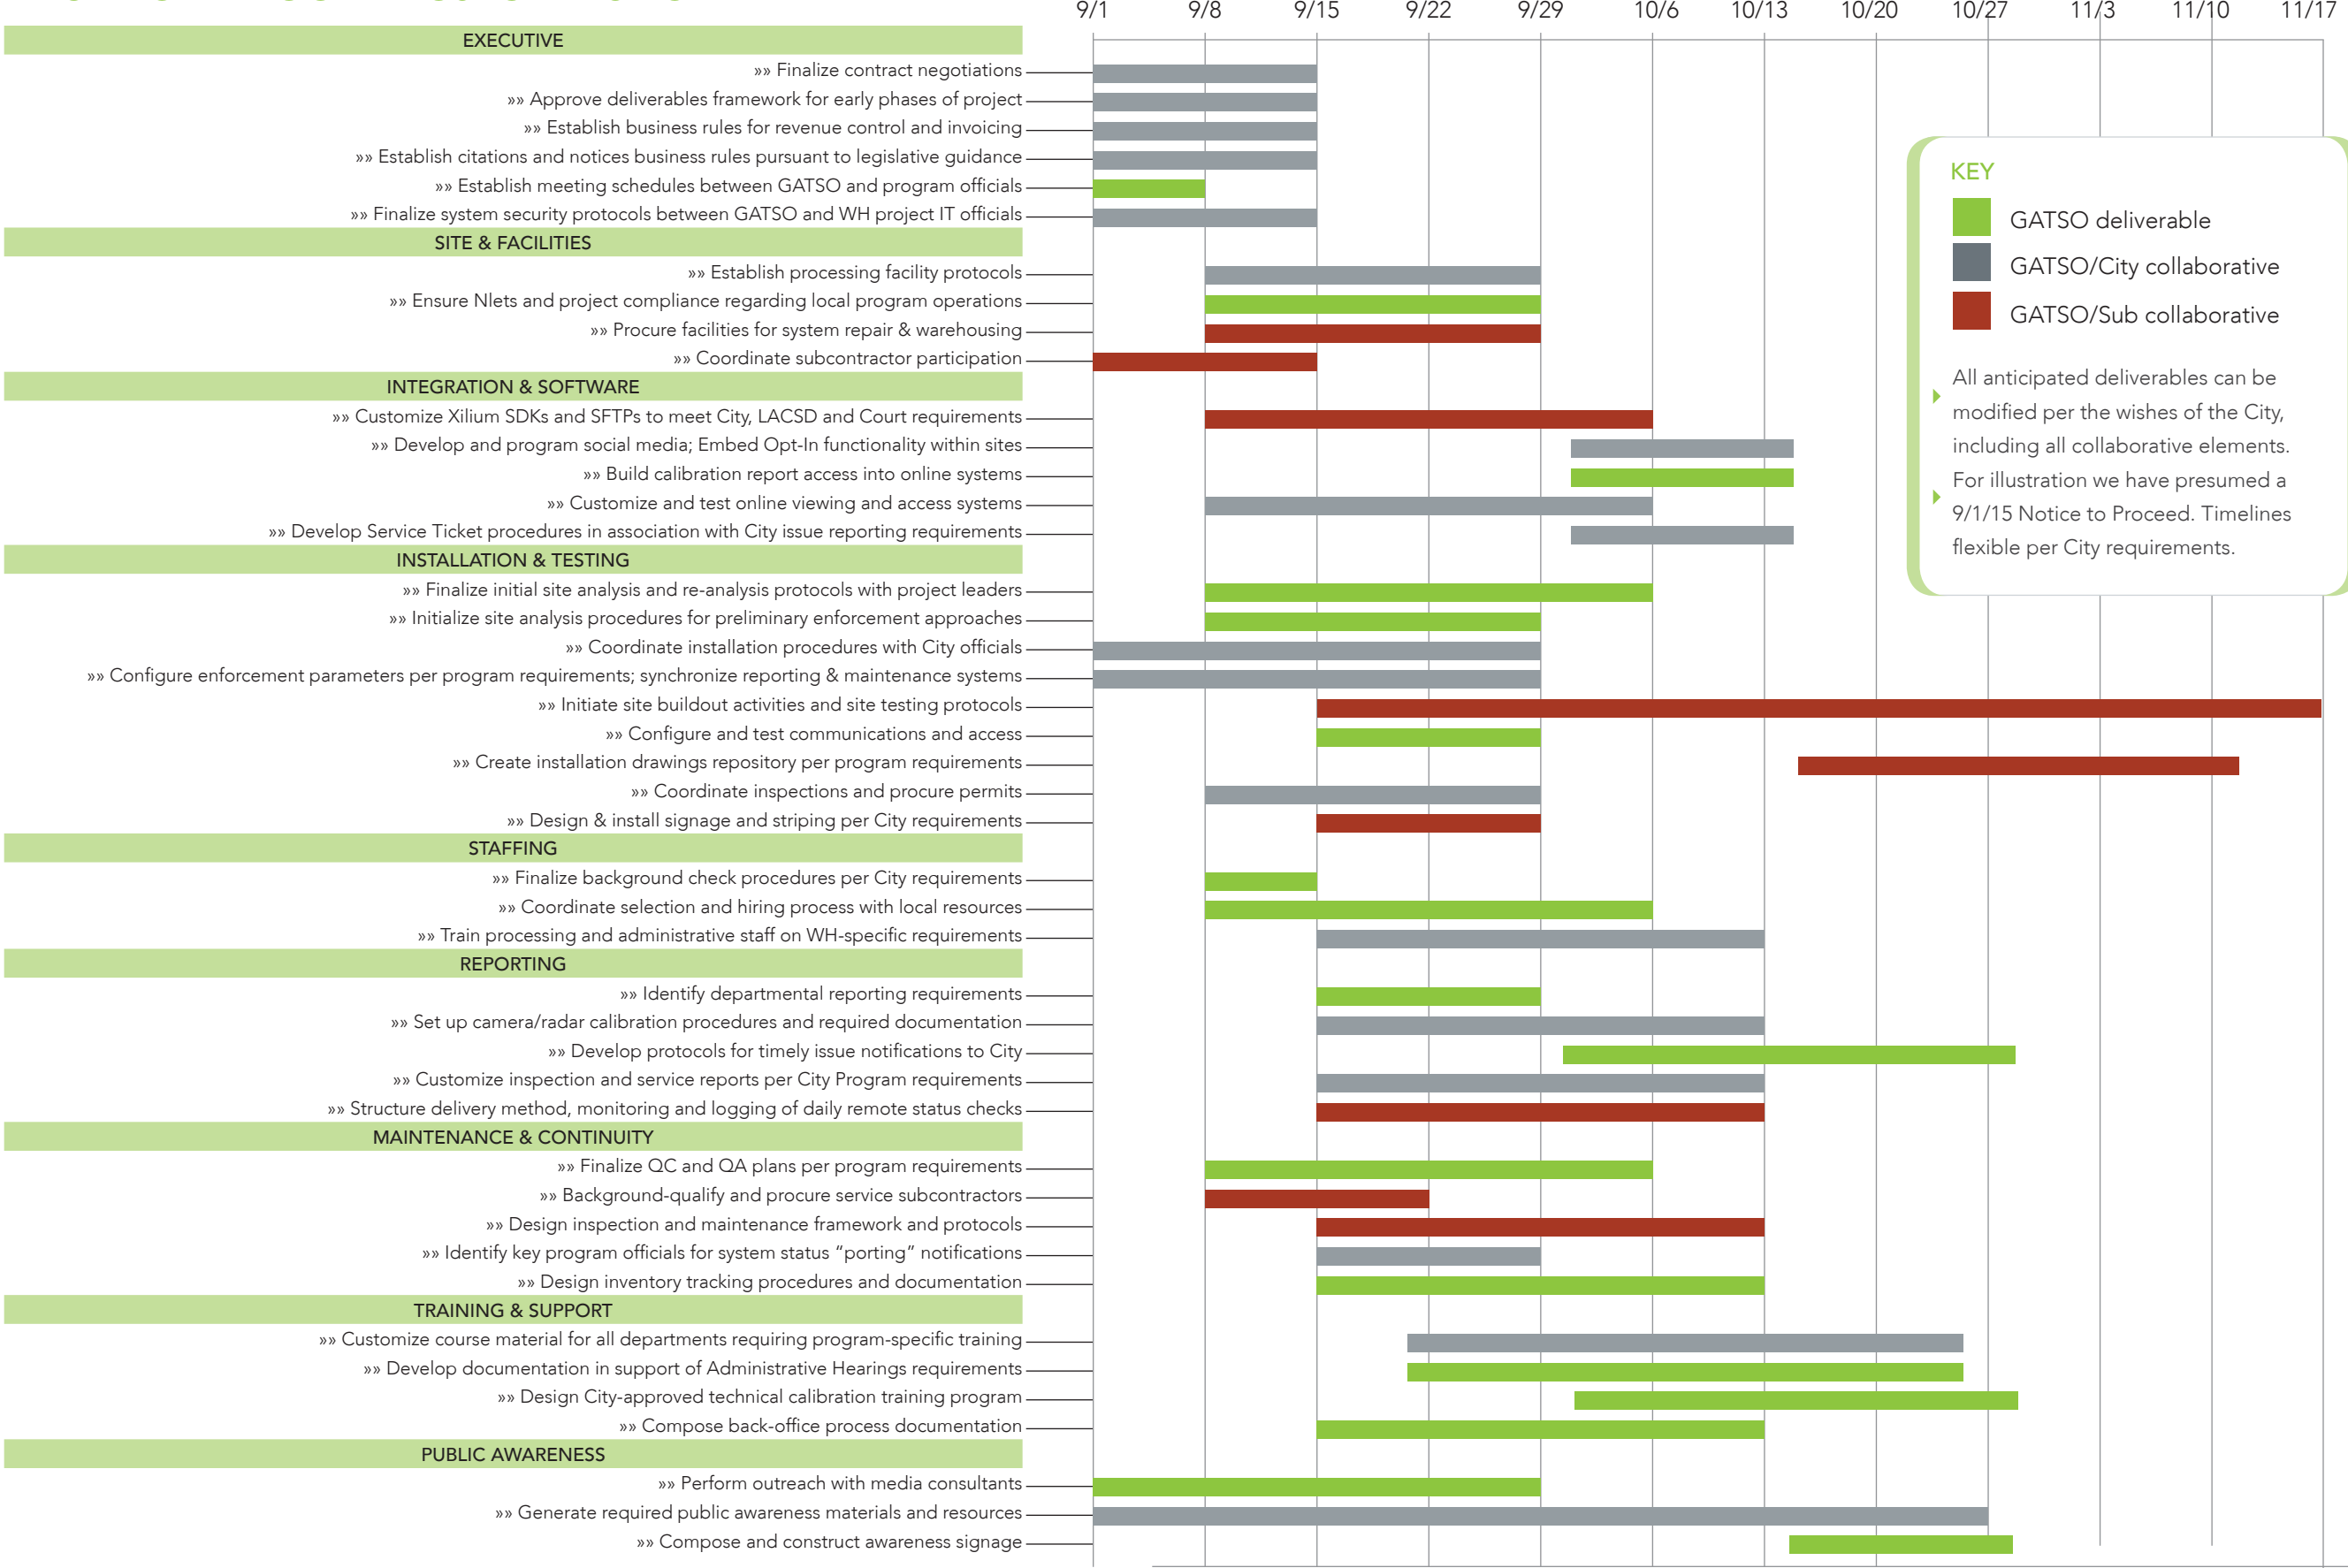 9/1 9/8 9/15 9/22 9/29 10/6 10/13 10/20 10/27 11/3 11/10 11/17
EXECUTIVE
»» Finalize contract negotiations
»» Approve deliverables framework for early phases of project
»» Establish business rules for revenue control and invoicing
»» Establish citations and notices business rules pursuant to legislative guidance
»» Establish meeting schedules between GATSO and program officials
»» Finalize system security protocols between GATSO and WH project IT officials
SITE & FACILITIES
»» Establish processing facility protocols
»» Ensure Nlets and project compliance regarding local program operations
»» Procure facilities for system repair & warehousing
»» Coordinate subcontractor participation
INTEGRATION & SOFTWARE
»» Customize Xilium SDKs and SFTPs to meet City, LACSD and Court requirements
»» Develop and program social media; Embed Opt-In functionality within sites
»» Build calibration report access into online systems
»» Customize and test online viewing and access systems
»» Develop Service Ticket procedures in association with City issue reporting requirements
INSTALLATION & TESTING
»» Finalize initial site analysis and re-analysis protocols with project leaders
»» Initialize site analysis procedures for preliminary enforcement approaches
»» Coordinate installation procedures with City officials
»» Configure enforcement parameters per program requirements; synchronize reporting & maintenance systems
»» Initiate site buildout activities and site testing protocols
»» Configure and test communications and access
»» Create installation drawings repository per program requirements
»» Coordinate inspections and procure permits
»» Design & install signage and striping per City requirements
STAFFING
»» Finalize background check procedures per City requirements
»» Coordinate selection and hiring process with local resources
»» Train processing and administrative staff on WH-specific requirements
REPORTING
»» Identify departmental reporting requirements
»» Set up camera/radar calibration procedures and required documentation
»» Develop protocols for timely issue notifications to City
»» Customize inspection and service reports per City Program requirements
»» Structure delivery method, monitoring and logging of daily remote status checks
MAINTENANCE & CONTINUITY
»» Finalize QC and QA plans per program requirements
»» Background-qualify and procure service subcontractors
»» Design inspection and maintenance framework and protocols
»» Identify key program officials for system status “porting” notifications
»» Design inventory tracking procedures and documentation
TRAINING & SUPPORT
»» Customize course material for all departments requiring program-specific training
»» Develop documentation in support of Administrative Hearings requirements
»» Design City-approved technical calibration training program
»» Compose back-office process documentation
PUBLIC AWARENESS
»» Perform outreach with media consultants
»» Generate required public awareness materials and resources
»» Compose and construct awareness signage
KEY
GATSO deliverable
GATSO/City collaborative
GATSO/Sub collaborative
All anticipated deliverables can be
modified per the wishes of the City,
including all collaborative elements.
For illustration we have presumed a
9/1/15 Notice to Proceed. Timelines
flexible per City requirements.